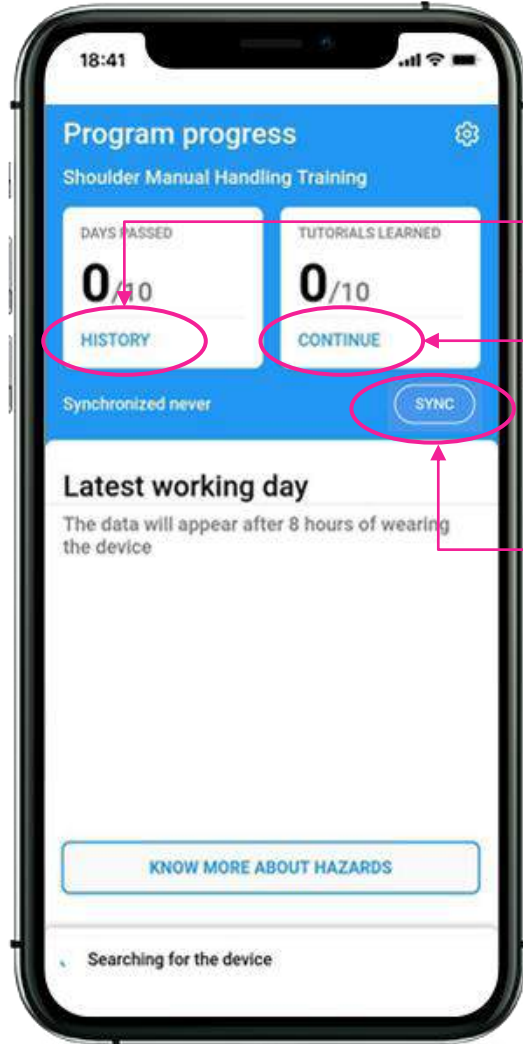 18:41
Program progress
Shoulder Manual Handling Training
DAYS PASSED
0/10
HISTORY
TUTORIALS LEARNED
0/10
CONTINUE
Synchronized never
SYNC
Latest working day
The data will appear after 8 hours of wearing
the device
KNOW MORE ABOUT HAZARDS
Searching for the device